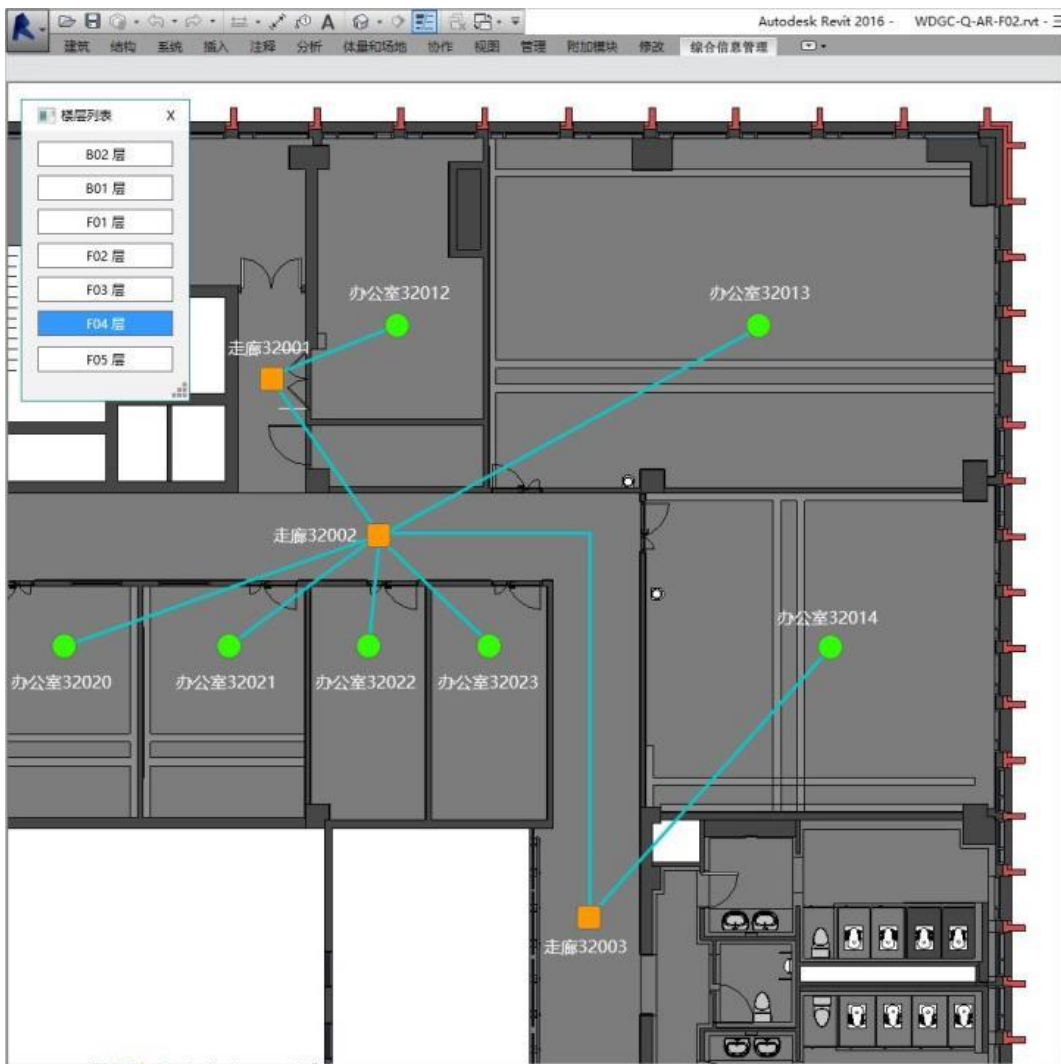 Autodesk Revit 2016 - WDGC-Q-AR-F02.rvt -
建筑 结构 系统 插入 注释 分析 体量和场地 协作 视图 管理 附加模块 修改 综合信息管理
楼层列表 X
B02 层
B01 层
F01 层
F02 层
F03 层
F04 层
F05 层
办公室32012
办公室32013
走廊32001
走廊32002
办公室32014
办公室32020
办公室32021
办公室32022
办公室32023
走廊32003